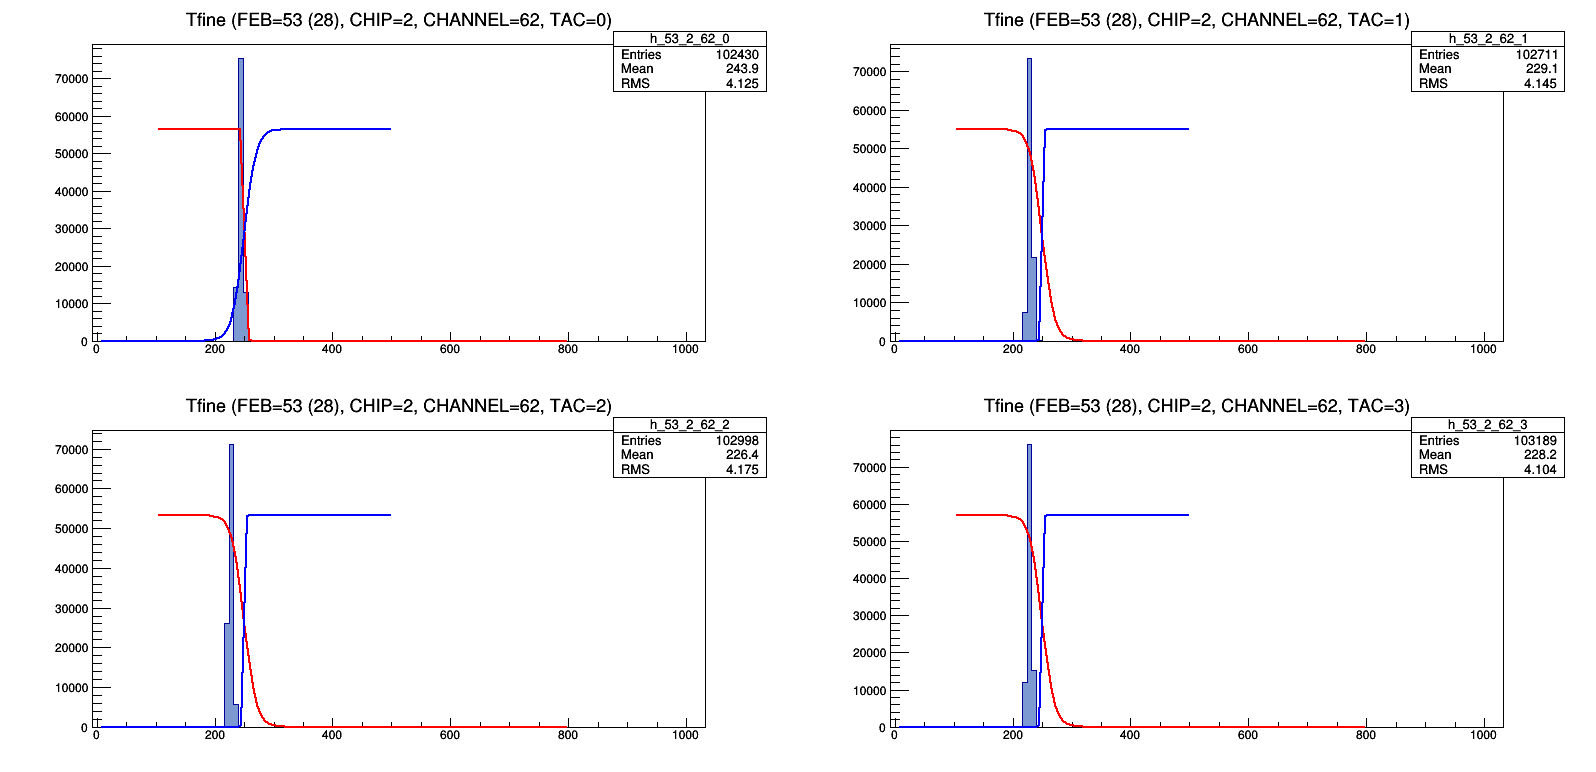 Tfine (FEB=53 (28), CHIP=2, CHANNEL=62, TAC=0)
h_53_2_62_0
Entries 102430
Mean 243.9
RMS 4.125
70000
60000
50000
40000
30000
20000
10000
0
0 200 400 600 800 1000
Tfine (FEB=53 (28), CHIP=2, CHANNEL=62, TAC=1)
h_53_2_62_1
Entries 102711
Mean 229.1
RMS 4.145
70000
60000
50000
40000
30000
20000
10000
0
0 200 400 600 800 1000
Tfine (FEB=53 (28), CHIP=2, CHANNEL=62, TAC=2)
h_53_2_62_2
Entries 102998
Mean 226.4
RMS 4.175
70000
60000
50000
40000
30000
20000
10000
0
0 200 400 600 800 1000
Tfine (FEB=53 (28), CHIP=2, CHANNEL=62, TAC=3)
h_53_2_62_3
Entries 103189
Mean 228.2
RMS 4.104
70000
60000
50000
40000
30000
20000
10000
0
0 200 400 600 800 1000